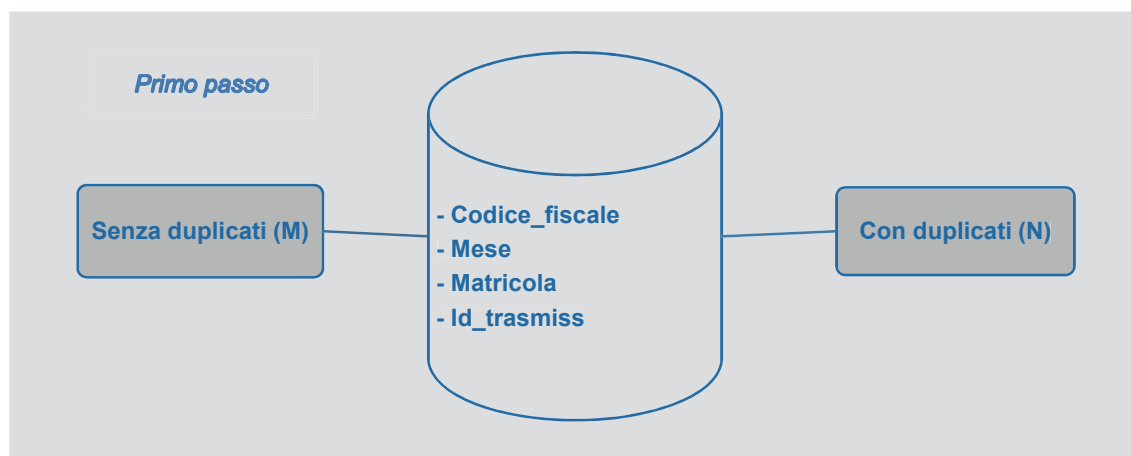 Primo passo
Senza duplicati (M)
- Codice_fiscale
- Mese
- Matricola
- Id_trasmiss
Con duplicati (N)